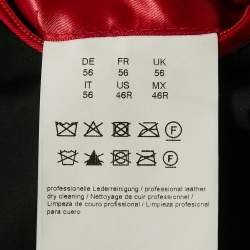 DE FR UK
56 56 56
IT US MX
56 46R 46R
F
F
professionelle Lederreinigung / professional leather
dry cleaning / Nettoyage de cuir professionnel /
Limpeza de couro profissional / Limpieza profesional
para cuero